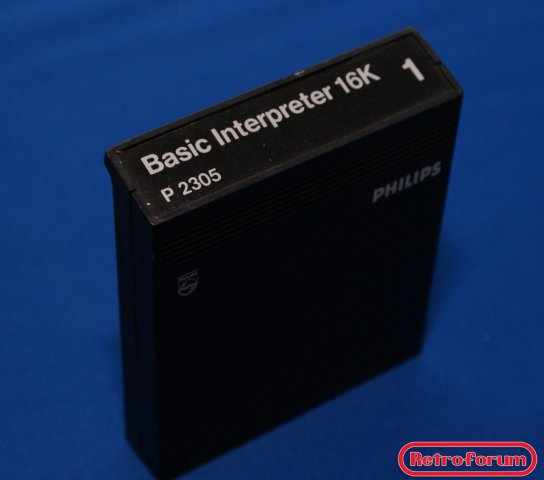 Basic Interpreter 16K 1
P 2305
PHILIPS
RetroForum